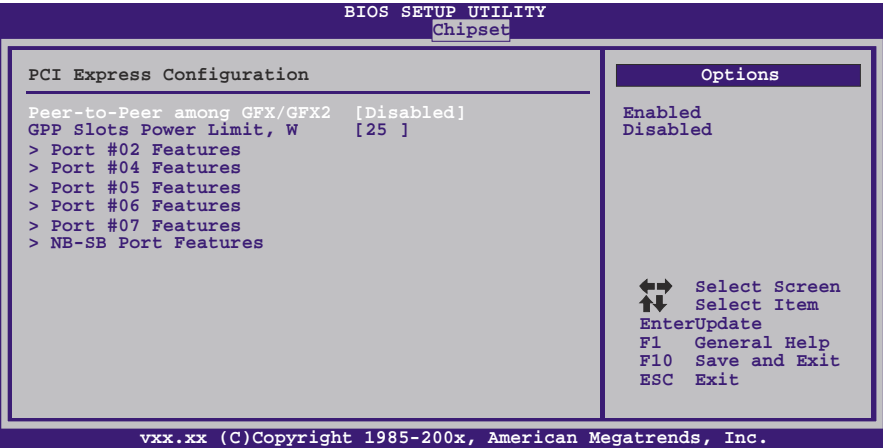 BIOS SETUP UTILITY
Chipset
PCI Express Configuration
Peer-to-Peer among GFX/GFX2 [Disabled]
GPP Slots Power Limit, W [25 ]
> Port #02 Features
> Port #04 Features
> Port #05 Features
> Port #06 Features
> Port #07 Features
> NB-SB Port Features
Options
Enabled
Disabled
Select Screen
Select Item
EnterUpdate
F1 General Help
F10 Save and Exit
ESC Exit
vxx.xx (C)Copyright 1985-200x, American Megatrends, Inc.